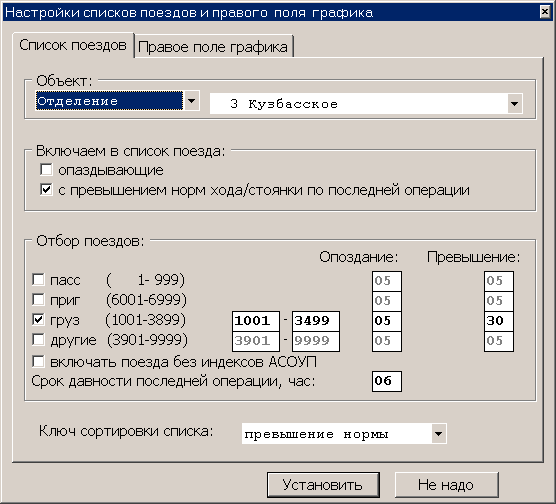 Настройки списков поездов и правого поля графика
Список поездов Правое поле графика
Объект:
Отделение 3 Кузбасское
Включаем в список поезда:
опаздывающие
с превышением норм хода/стоянки по последней операции
Отбор поездов: Опоздание: Превышение:
пасс ( 1- 999) 05 05
приг (6001-6999) 05 05
груз (1001-3899) 1001 - 3499 05 30
другие (3901-9999) 3901 - 9999 05 05
включать поезда без индексов АСОУП
Срок давности последней операции, час: 06
Ключ сортировки списка: превышение нормы
Установить Не надо